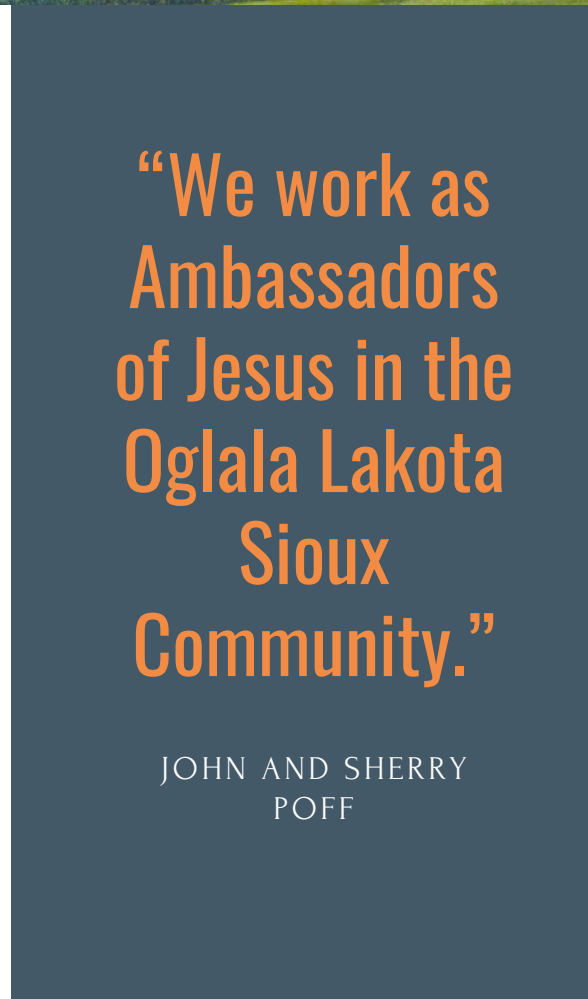 “We work as
Ambassadors
of Jesus in the
Oglala Lakota
Sioux
Community.”
JOHN AND SHERRY
POFF